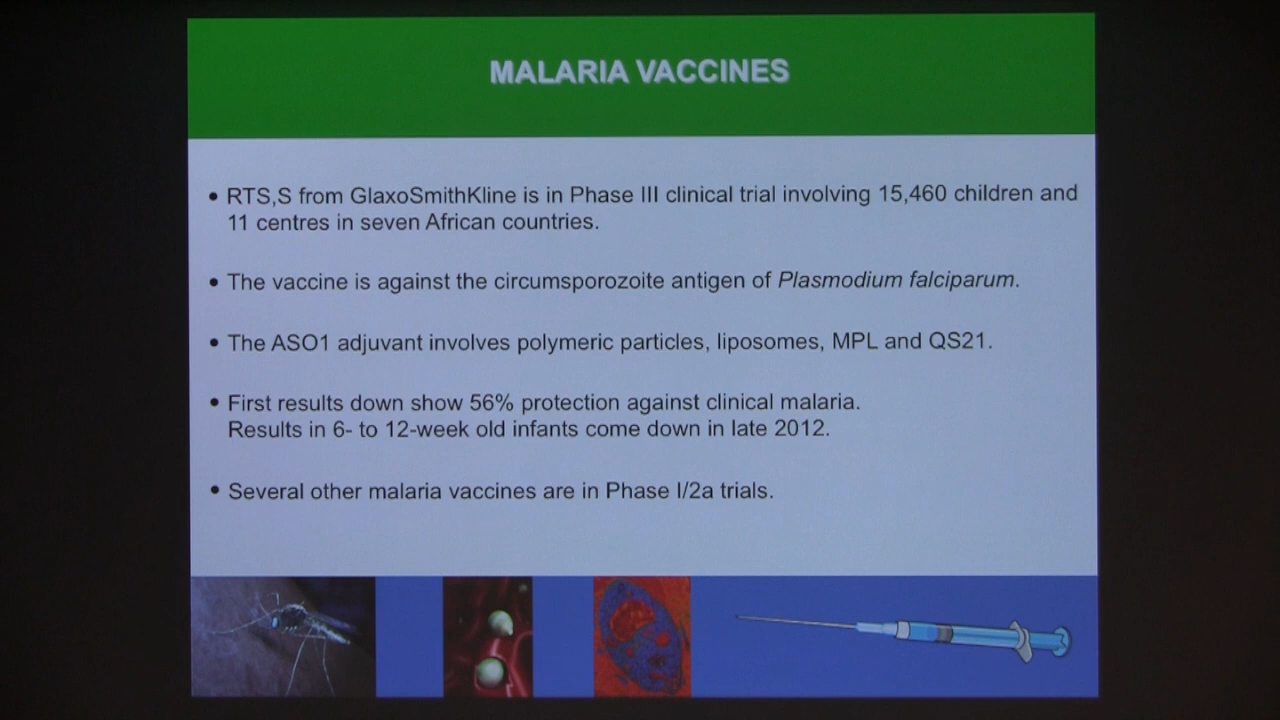 MALARIA VACCINES
• RTS,S from GlaxoSmithKline is in Phase III clinical trial involving 15,460 children and
11 centres in seven African countries.
• The vaccine is against the circumsporozoite antigen of Plasmodium falciparum.
• The ASO1 adjuvant involves polymeric particles, liposomes, MPL and QS21.
• First results down show 56% protection against clinical malaria.
Results in 6- to 12-week old infants come down in late 2012.
• Several other malaria vaccines are in Phase I/2a trials.